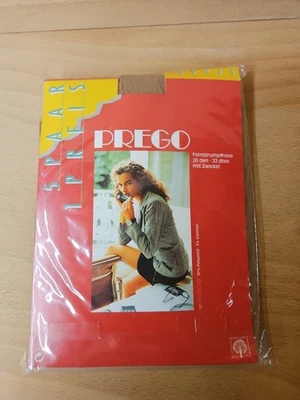 5 PAAR
1 PREIS
PREGO
Feinstrumpfhose
20 den · 22 dtex
mit Zwickel